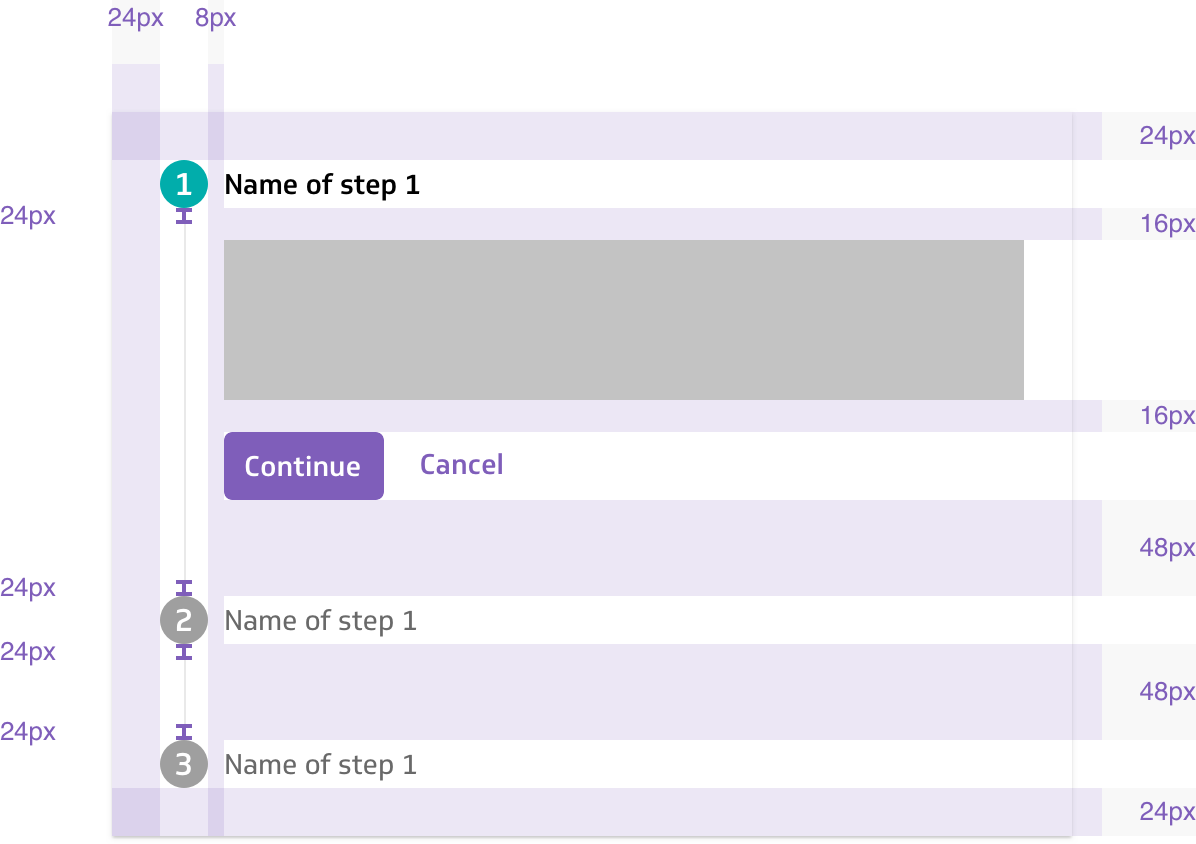 24px 8px
24px
1 Name of step 1
24px
16px
16px
Continue Cancel
48px
24px
2 Name of step 1
24px
48px
24px
3 Name of step 1
24px